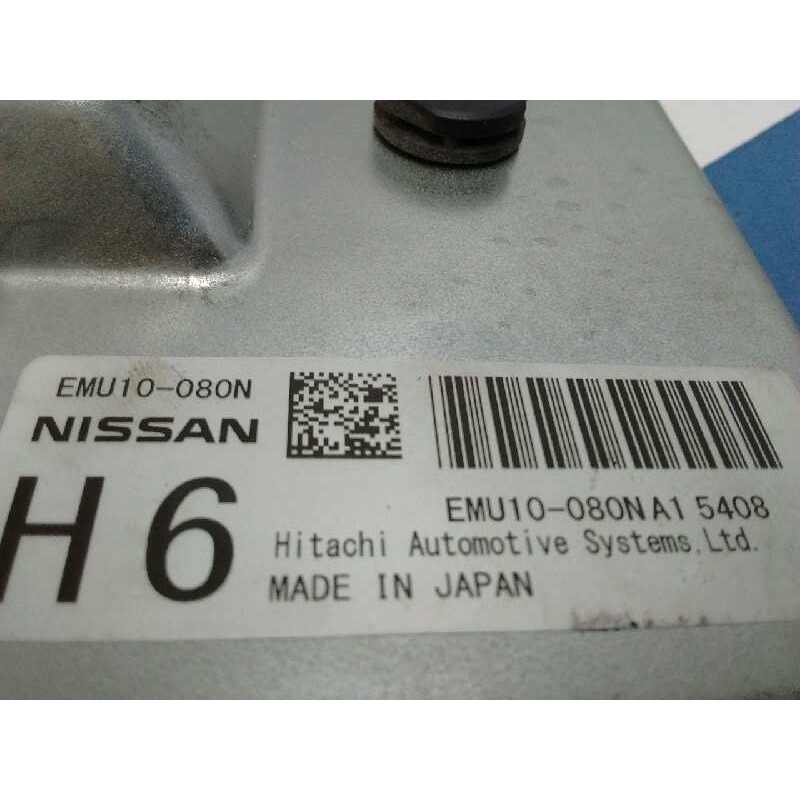 EMU10-080N
NISSAN
H6
EMU10-080NA1 5408
Hitachi Automotive Systems,Ltd.
MADE IN JAPAN